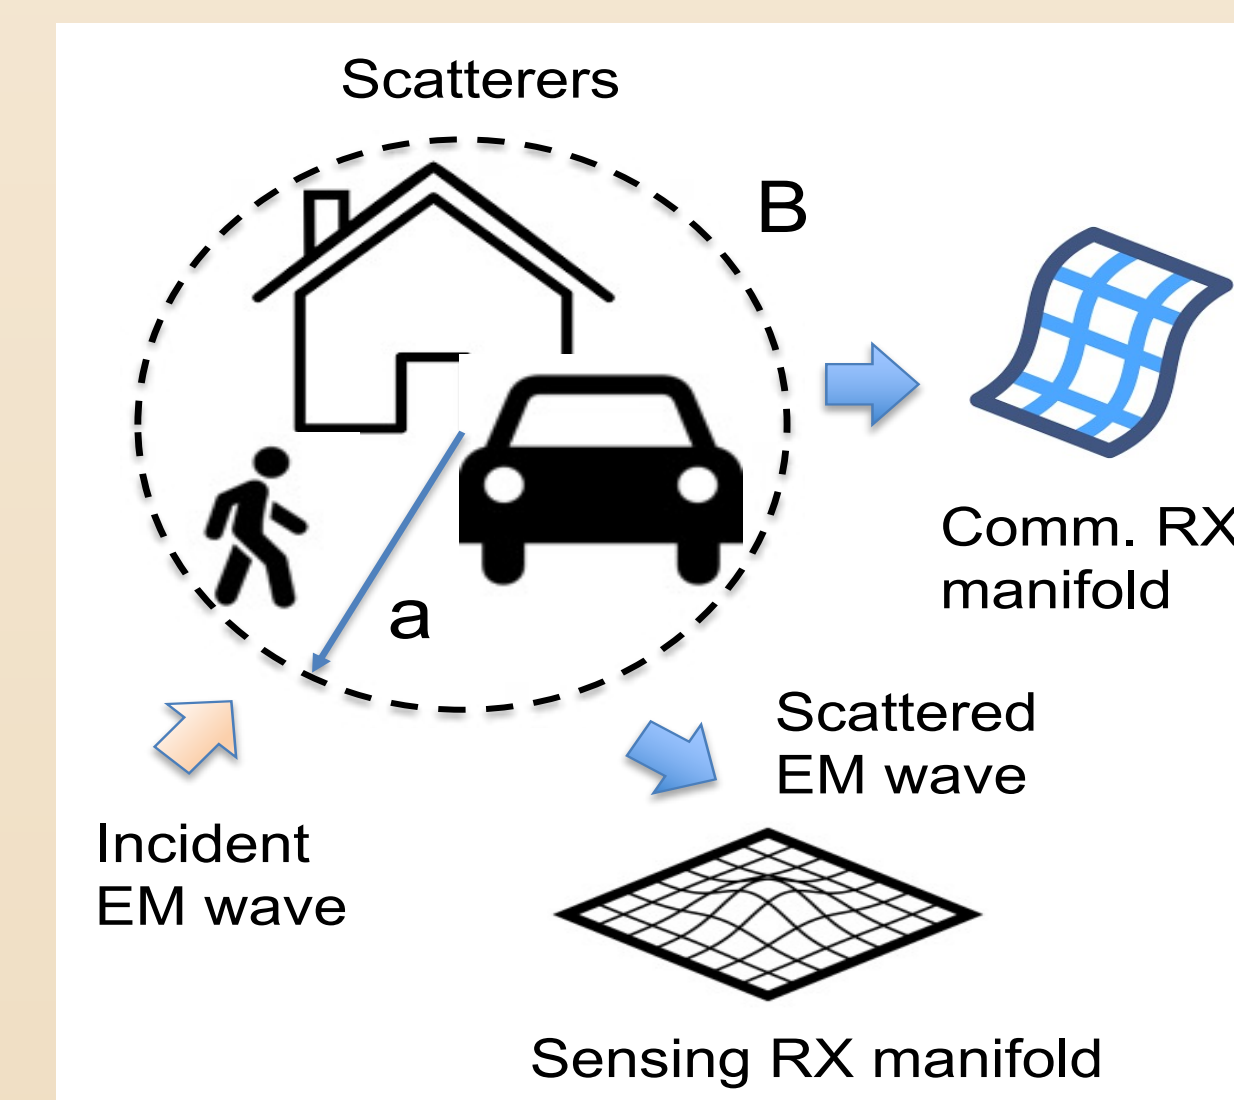 Scatterers
B
Comm. RX
manifold
a
Scattered
EM wave
Incident
EM wave
Sensing RX manifold